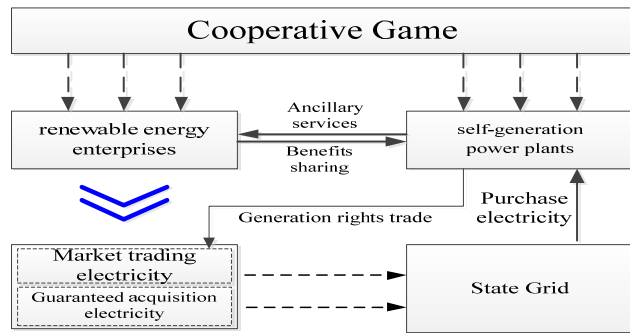 Cooperative Game
renewable energy
enterprises
Ancillary
services
Benefits
sharing
self-generation
power plants
Generation rights trade
Purchase
electricity
Market trading
electricity
Guaranteed acquisition
electricity
State Grid